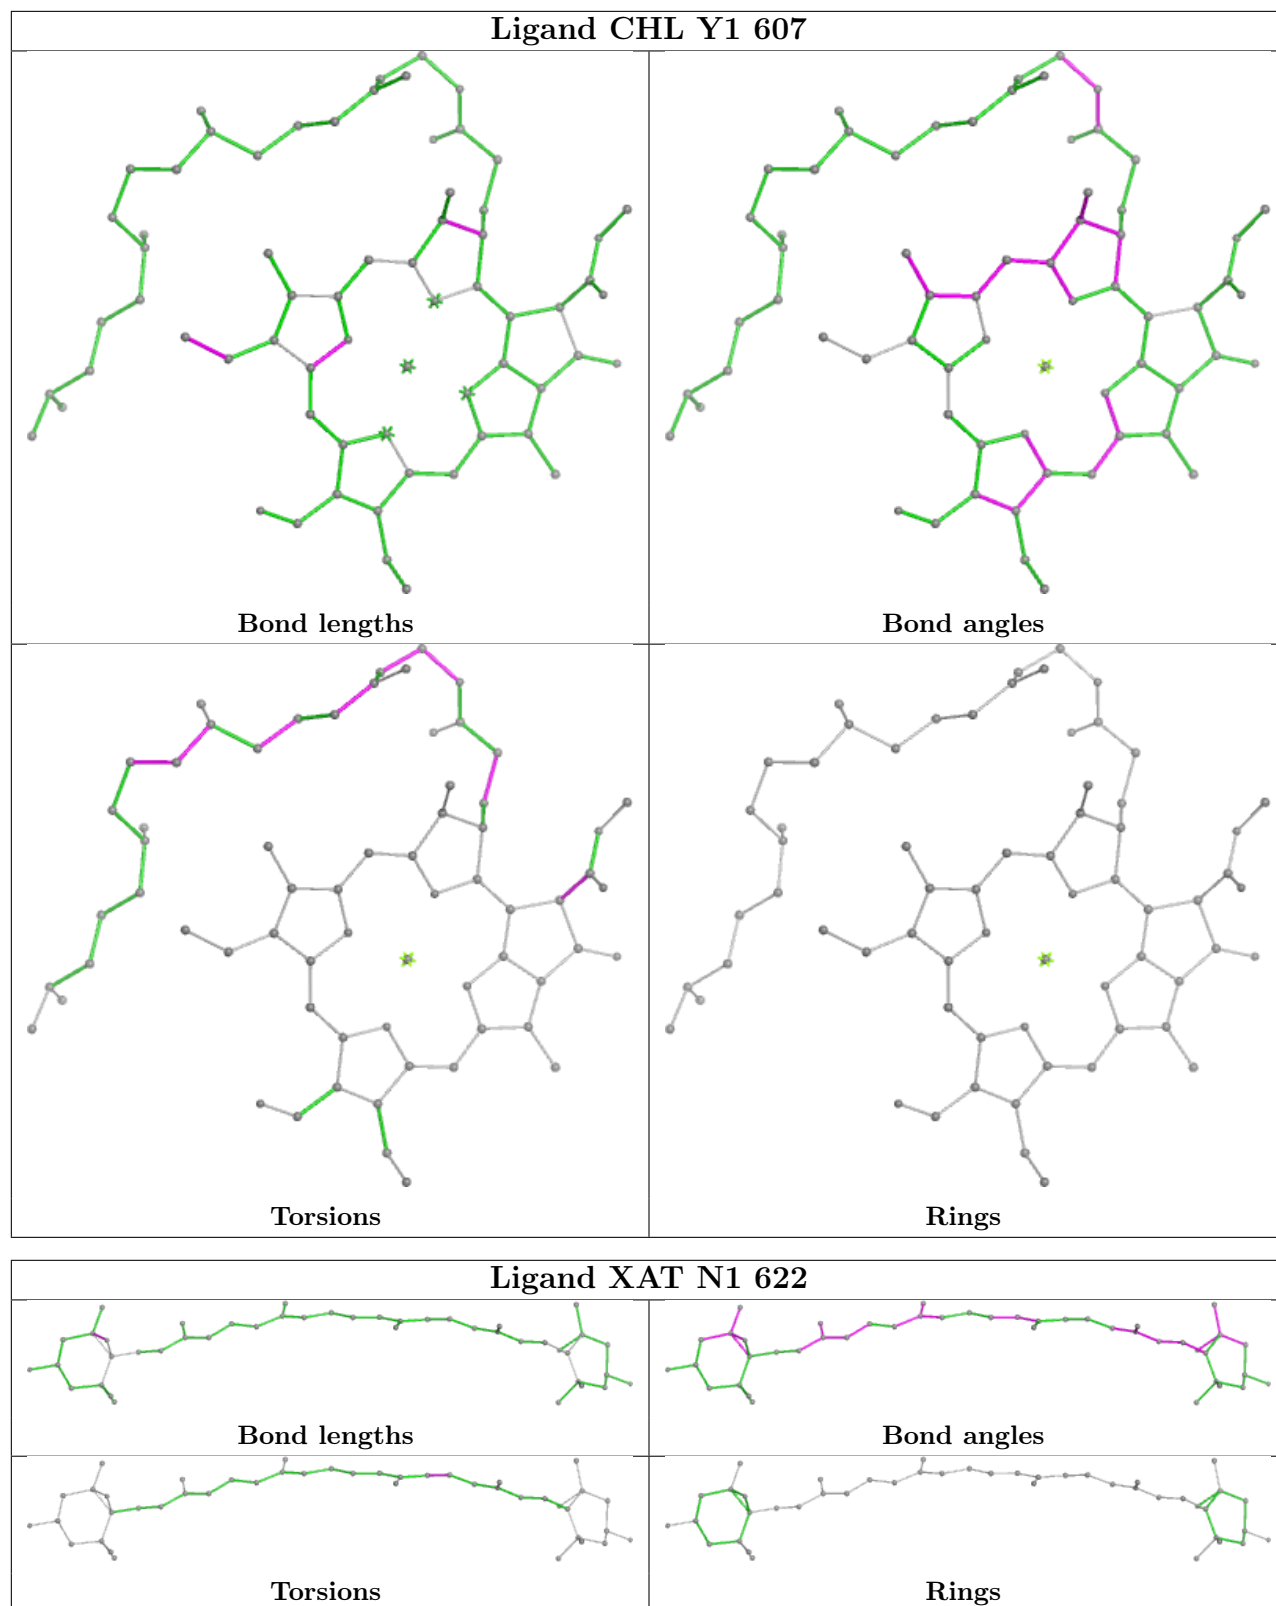 Ligand CHL Y1 607
Bond lengths
Bond angles
Torsions
Rings
Ligand XAT N1 622
Bond lengths
Bond angles
Torsions
Rings